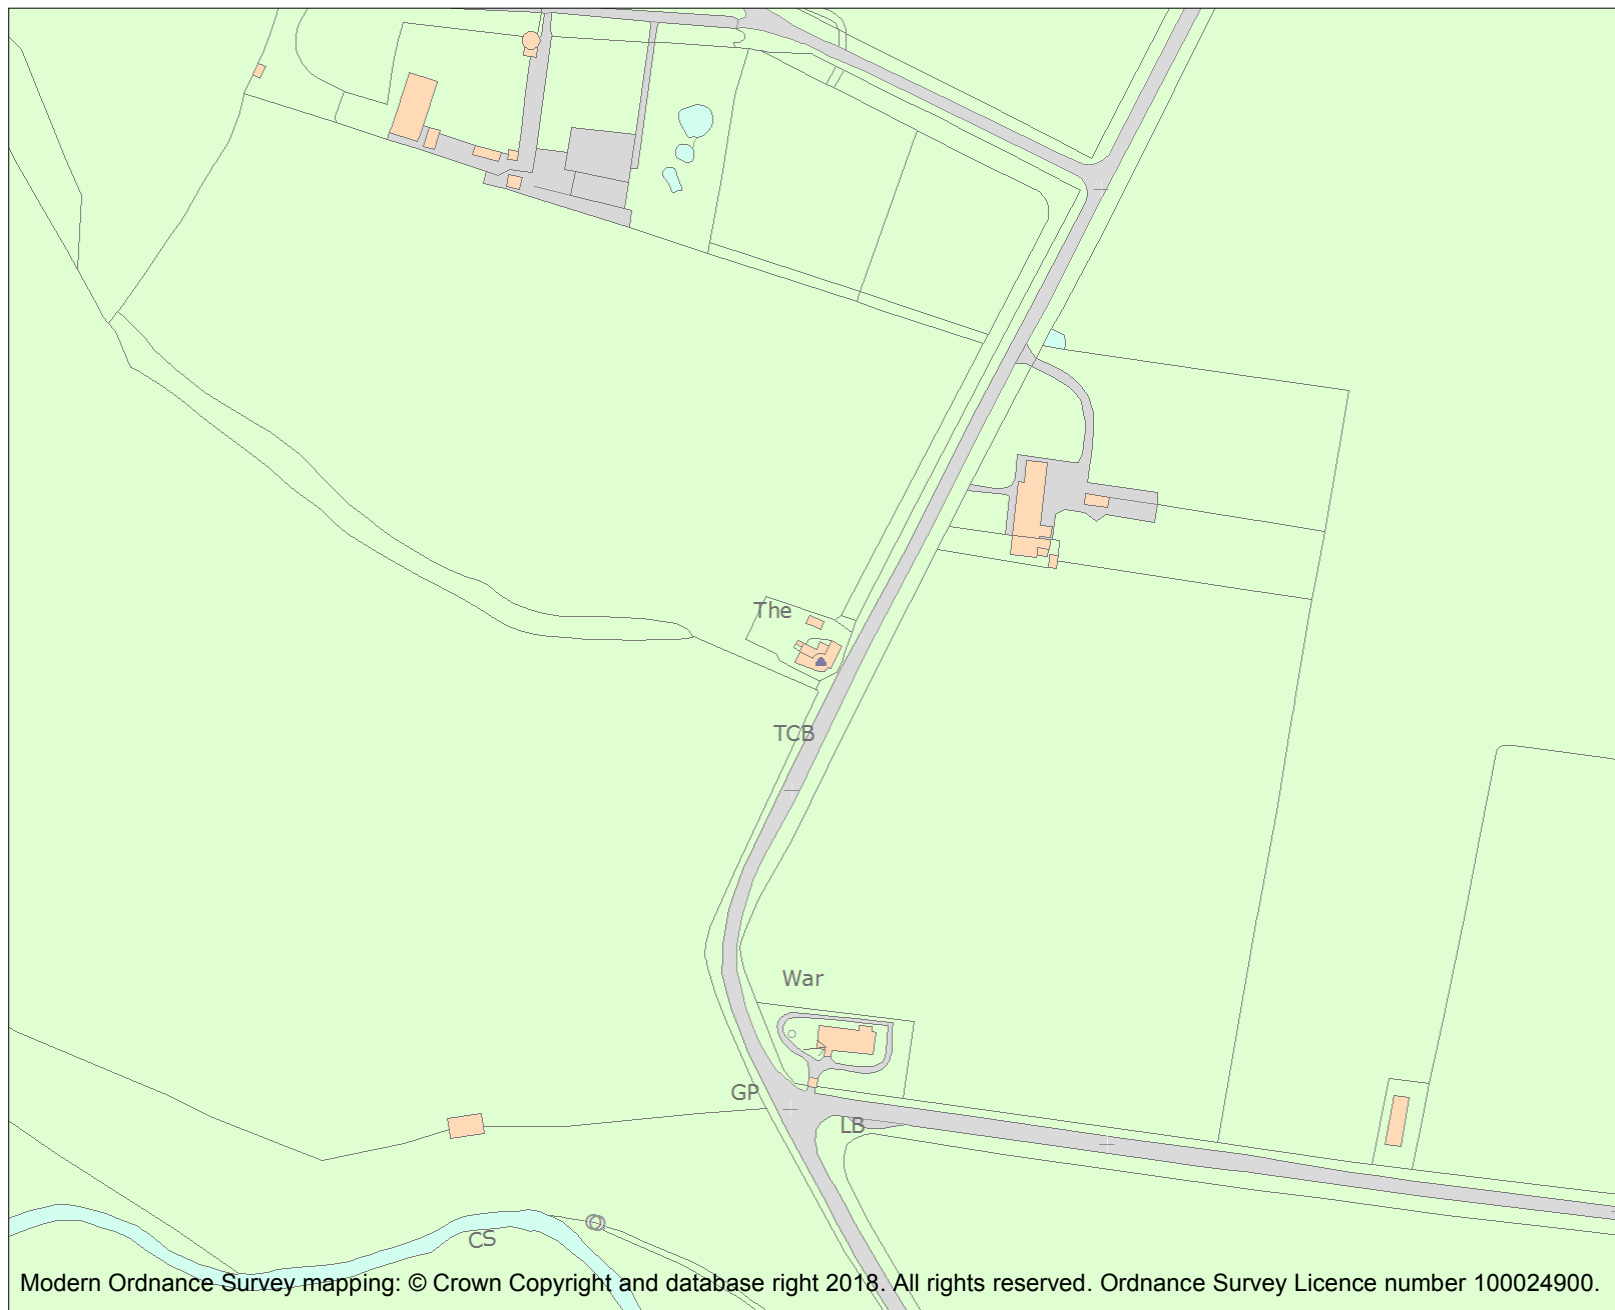 The
TCB
War
GP
LB
CS
Modern Ordnance Survey mapping: © Crown Copyright and database right 2018. All rights reserved. Ordnance Survey Licence number 100024900.